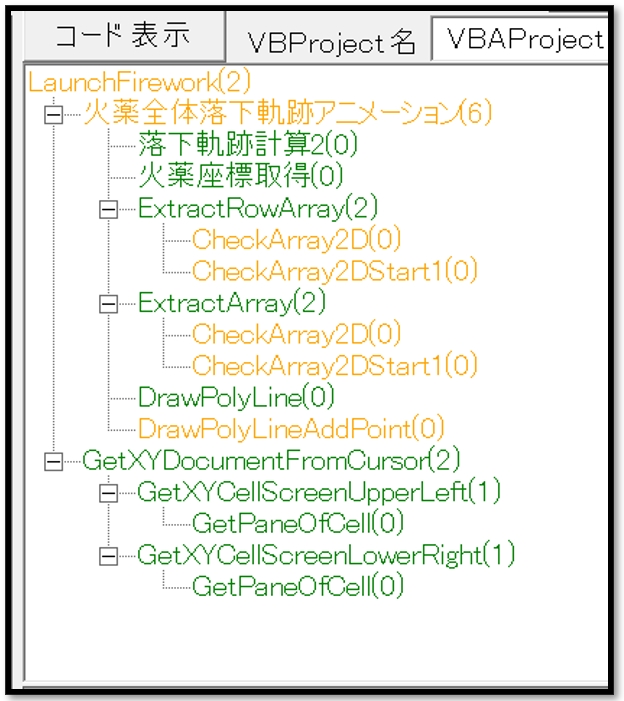 コード表示 VBProject名 VBAProject
LaunchFirework(2)
火薬全体落下軌跡アニメーション(6)
落下軌跡計算2(0)
火薬座標取得(0)
ExtractRowArray(2)
CheckArray2D(0)
CheckArray2DStart1(0)
ExtractArray(2)
CheckArray2D(0)
CheckArray2DStart1(0)
DrawPolyLine(0)
DrawPolyLineAddPoint(0)
GetXYDocumentFromCursor(2)
GetXYCellScreenUpperLeft(1)
GetPaneOfCell(0)
GetXYCellScreenLowerRight(1)
GetPaneOfCell(0)